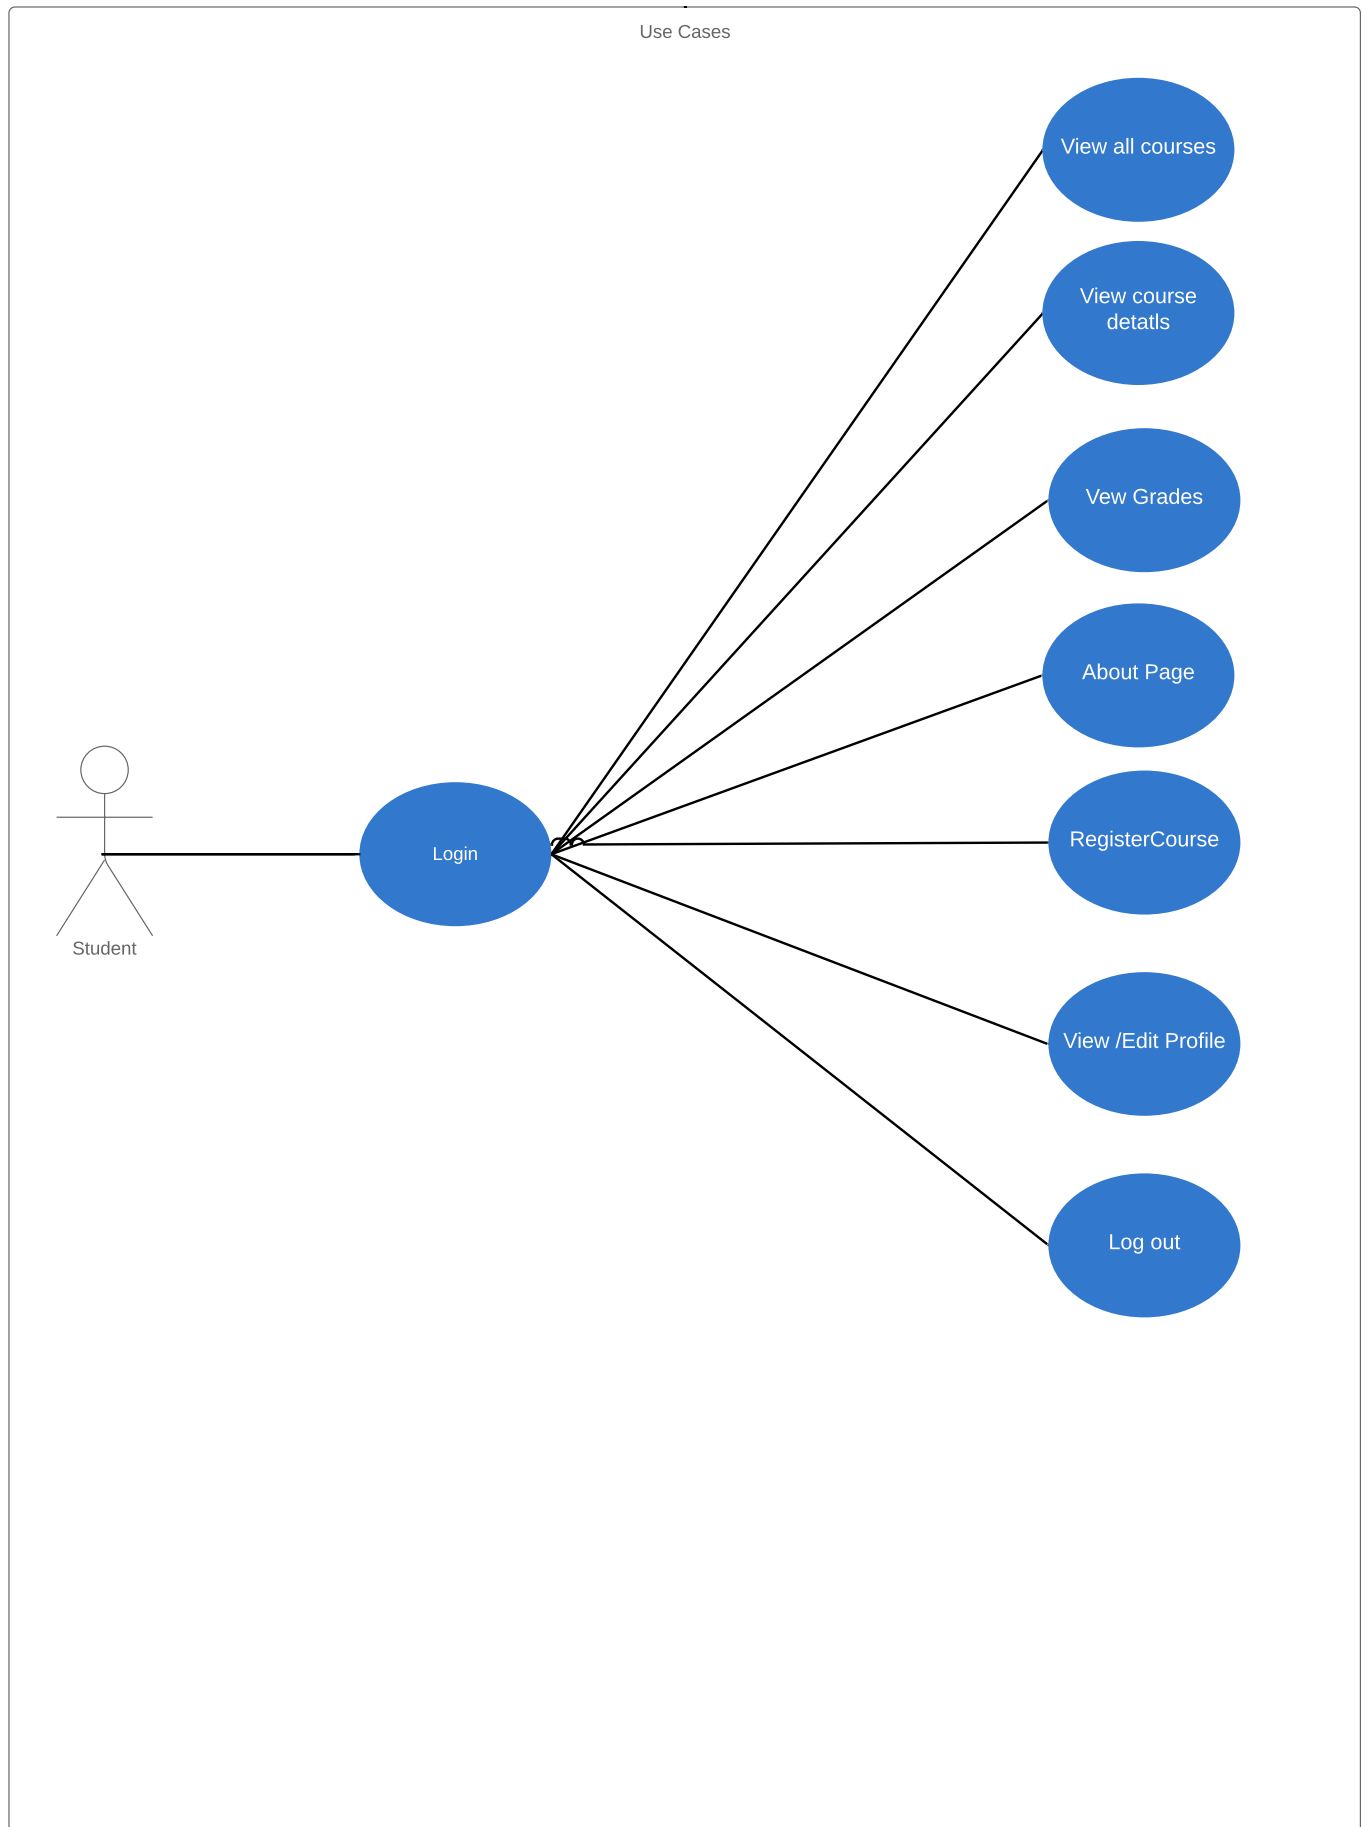 Use Cases
View all courses
View course
detatls
Vew Grades
About Page
RegisterCourse
Login
Student
View /Edit Profile
Log out